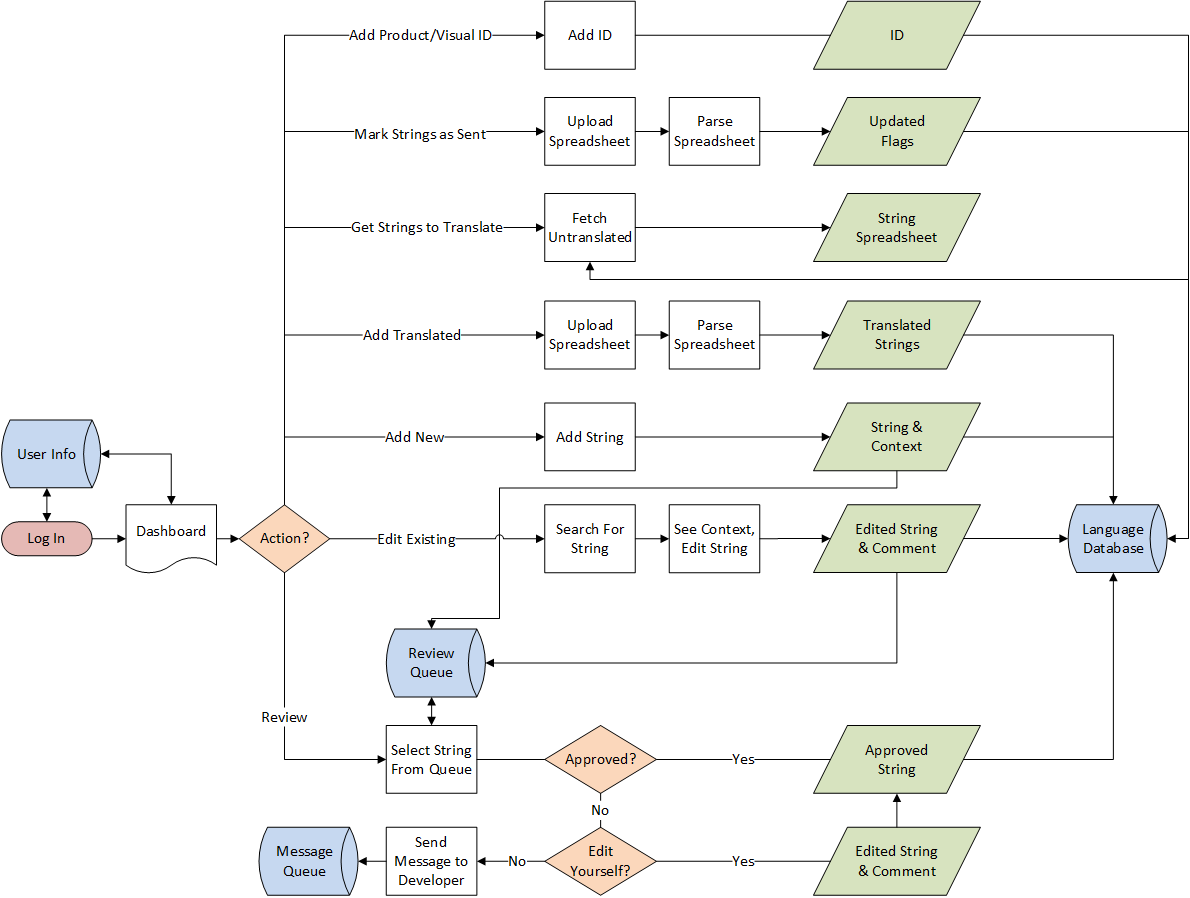 Add Product/Visual ID
Add ID
ID
Mark Strings as Sent
Upload
Spreadsheet
Parse
Spreadsheet
Updated
Flags
Get Strings to Translate
Fetch
Untranslated
String
Spreadsheet
Add Translated
Upload
Spreadsheet
Parse
Spreadsheet
Translated
Strings
User Info
Add New
Add String
String &
Context
Log In
Dashboard
Action?
Edit Existing
Search For
String
See Context,
Edit String
Edited String
& Comment
Language
Database
Review
Queue
Review
Select String
From Queue
Approved?
Yes
Approved
String
No
Message
Queue
Send
Message to
Developer
No
Edit
Yourself?
Yes
Edited String
& Comment